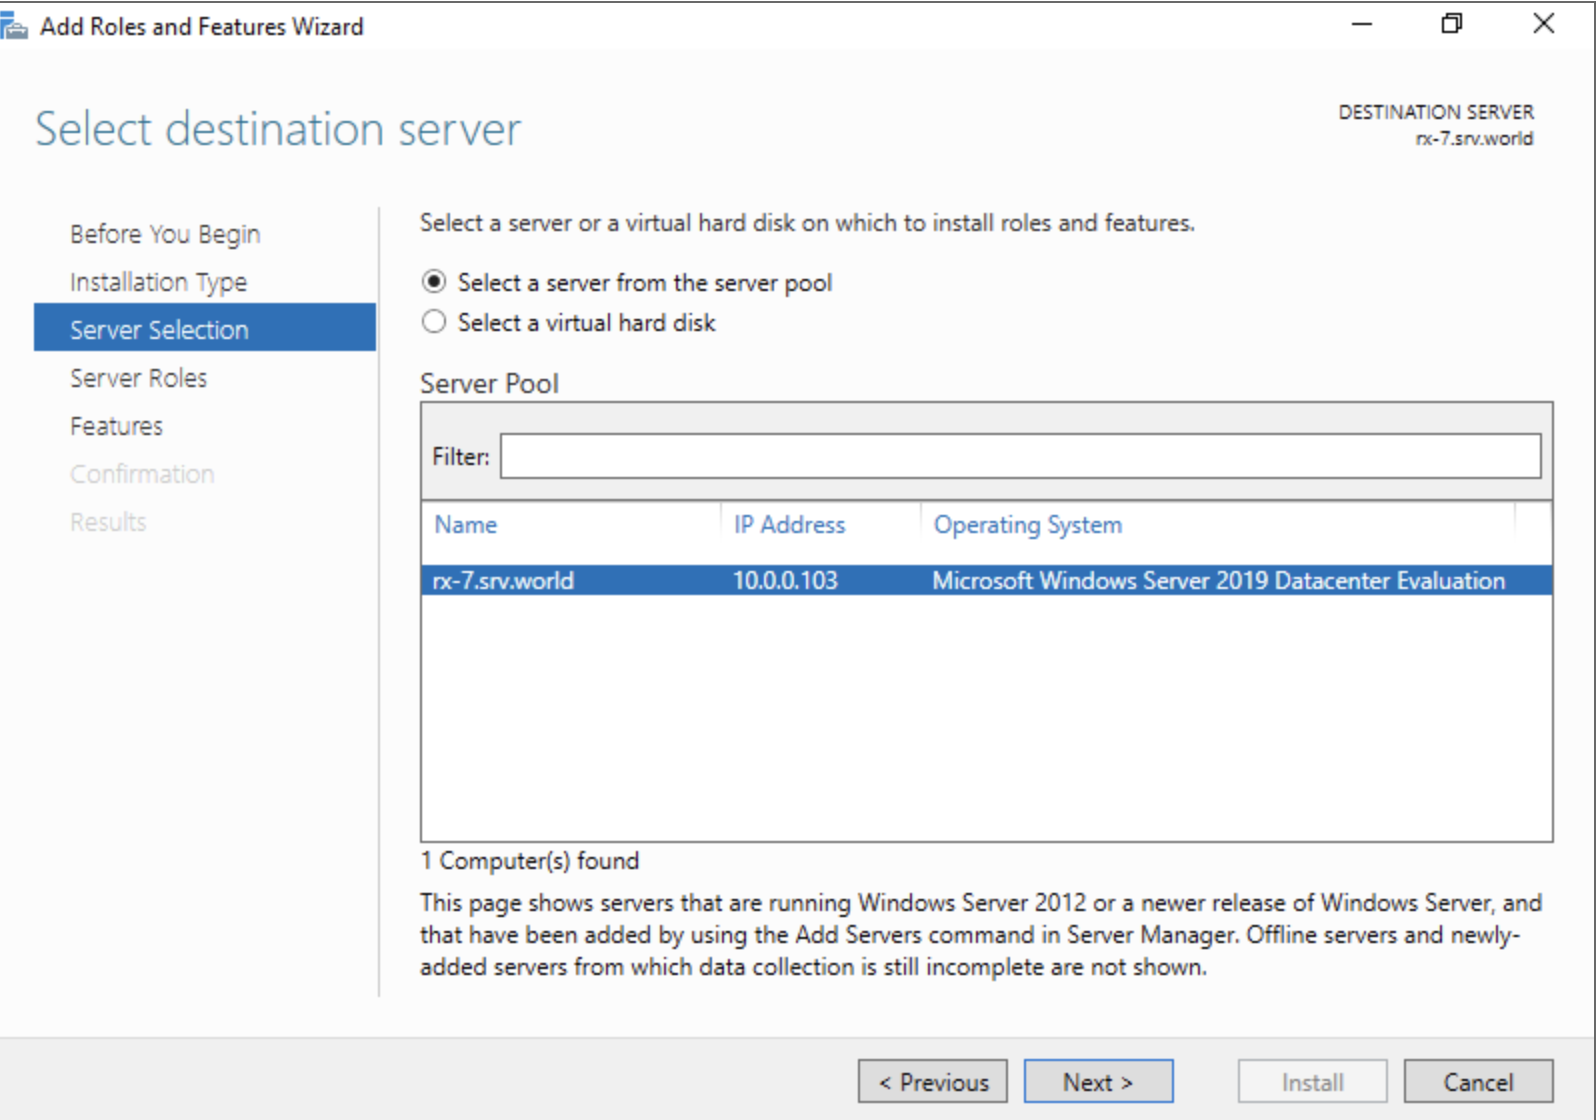 Add Roles and Features Wizard
Select destination server
DESTINATION SERVER
rx-7.srv.world
Before You Begin
Installation Type
Server Selection
Server Roles
Features
Confirmation
Results
Select a server or a virtual hard disk on which to install roles and features.
Select a server from the server pool
Select a virtual hard disk
Server Pool
Filter:
Name IP Address Operating System
rx-7.srv.world 10.0.0.103 Microsoft Windows Server 2019 Datacenter Evaluation
1 Computer(s) found
This page shows servers that are running Windows Server 2012 or a newer release of Windows Server, and
that have been added by using the Add Servers command in Server Manager. Offline servers and newly-
added servers from which data collection is still incomplete are not shown.
< Previous Next > Install Cancel